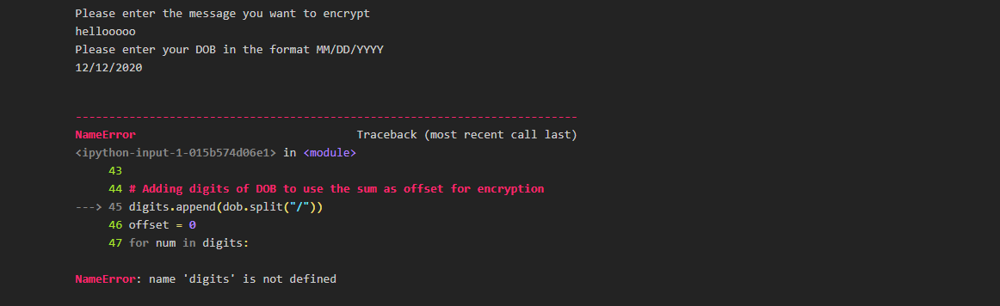 Please enter the message you want to encrypt
hellooooo
Please enter your DOB in the format MM/DD/YYYY
12/12/2020
---------------------------------------------------------------------------
NameError                                 Traceback (most recent call last)
<ipython-input-1-015b574d06e1> in <module>
     43
     44 # Adding digits of DOB to use the sum as offset for encryption
---> 45 digits.append(dob.split("/"))
     46 offset = 0
     47 for num in digits:
NameError: name 'digits' is not defined